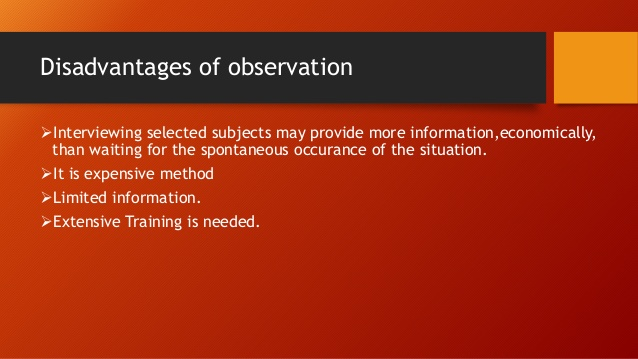 Disadvantages of observation
➢Interviewing selected subjects may provide more information,economically,
than waiting for the spontaneous occurance of the situation.
➢It is expensive method
➢Limited information.
➢Extensive Training is needed.